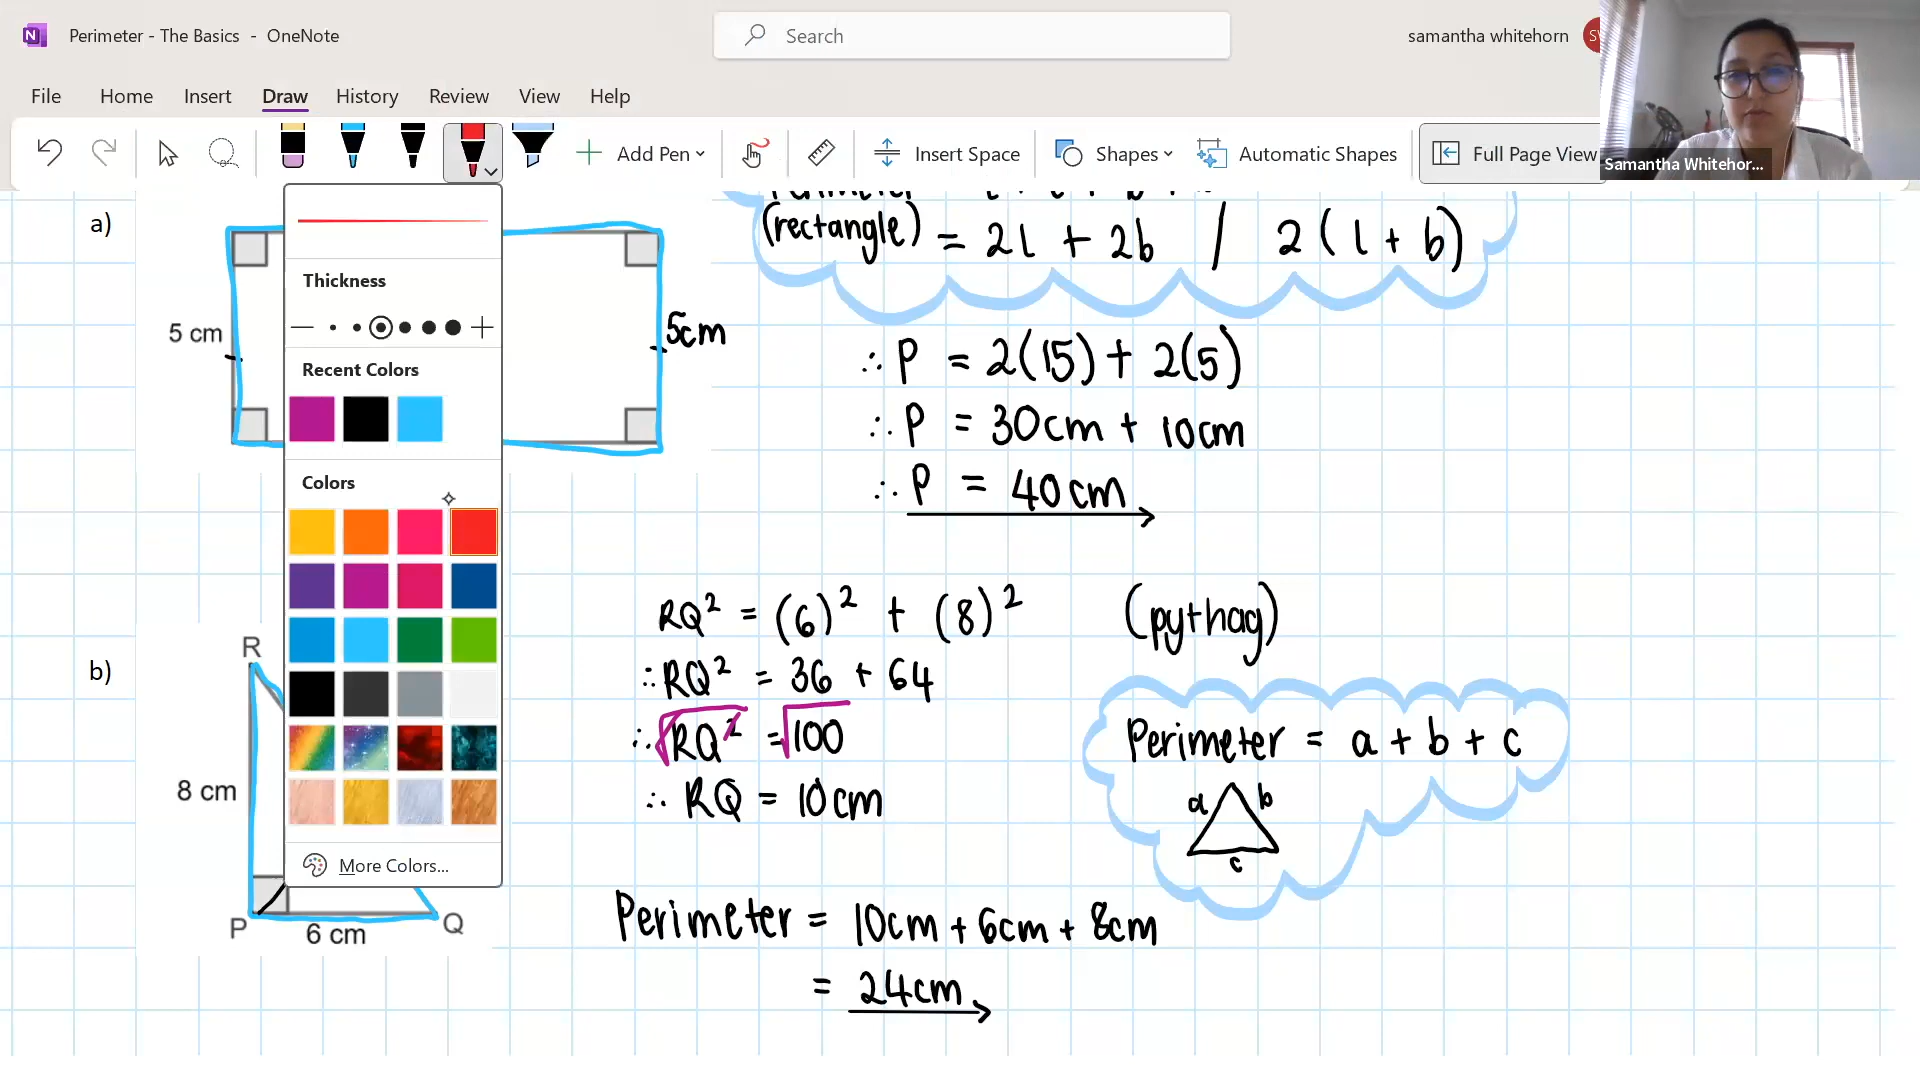 Perimeter - The Basics - OneNote
Search
samantha whitehorn
File Home Insert Draw History Review View Help
Add Pen
Insert Space
Shapes
Automatic Shapes
Full Page View
Samantha Whitehor...
a)
5 cm
5cm
(rectangle) = 2l + 2b / 2(l + b)
∴ P = 2(15) + 2(5)
∴ P = 30cm + 10cm
∴ P = 40cm
Thickness
Recent Colors
Colors
More Colors...
b)
R
8 cm
P
6 cm
Q
RQ² = (6)² + (8)² (pythag)
∴ RQ² = 36 + 64
∴ √RQ² = √100
∴ RQ = 10cm
Perimeter = a + b + c
a b
c
Perimeter = 10cm + 6cm + 8cm
= 24cm